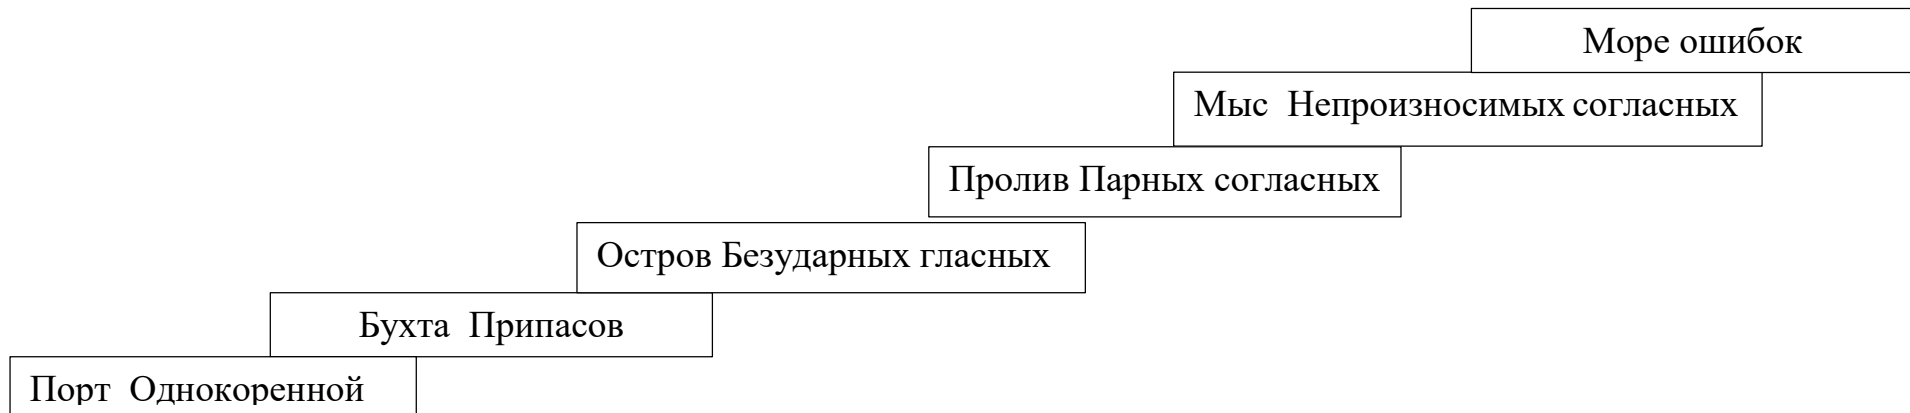 Море ошибок
Мыс Непроизносимых согласных
Пролив Парных согласных
Остров Безударных гласных
Бухта Припасов
Порт Однокоренной